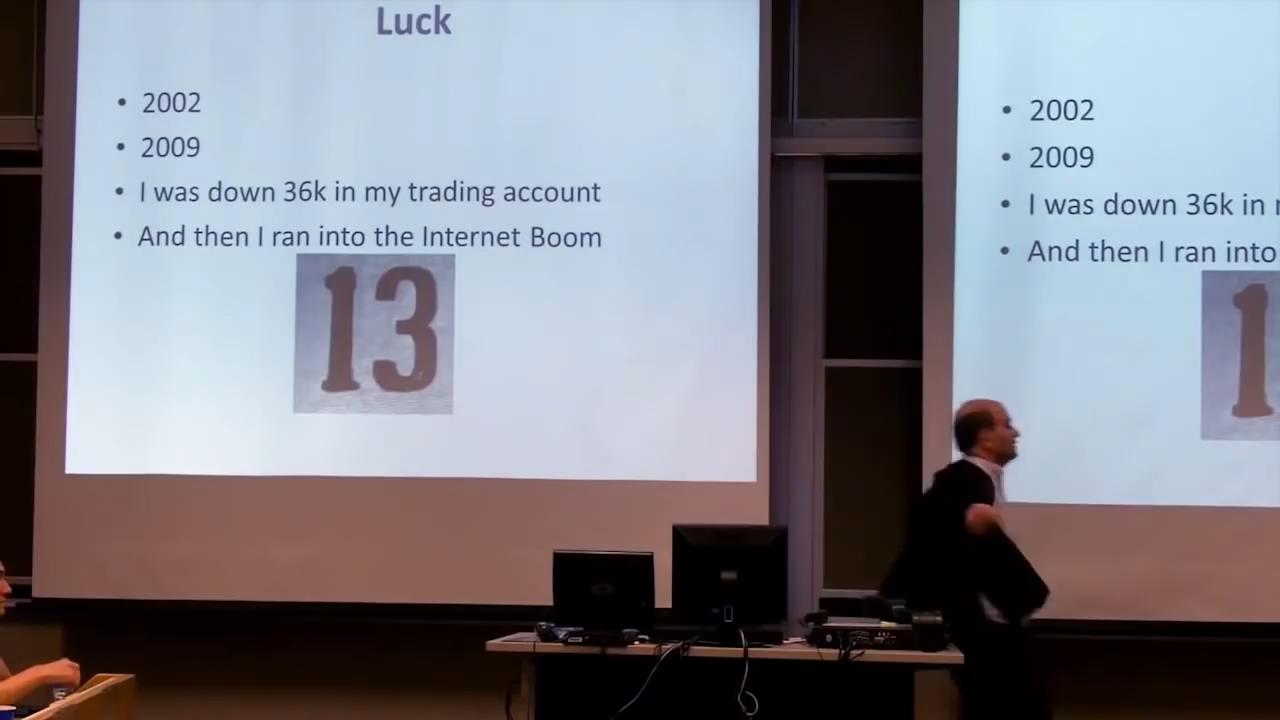 Luck
• 2002
• 2009
• I was down 36k in my trading account
• And then I ran into the Internet Boom
13
• 2002
• 2009
• I was down 36k in
• And then I ran into
1